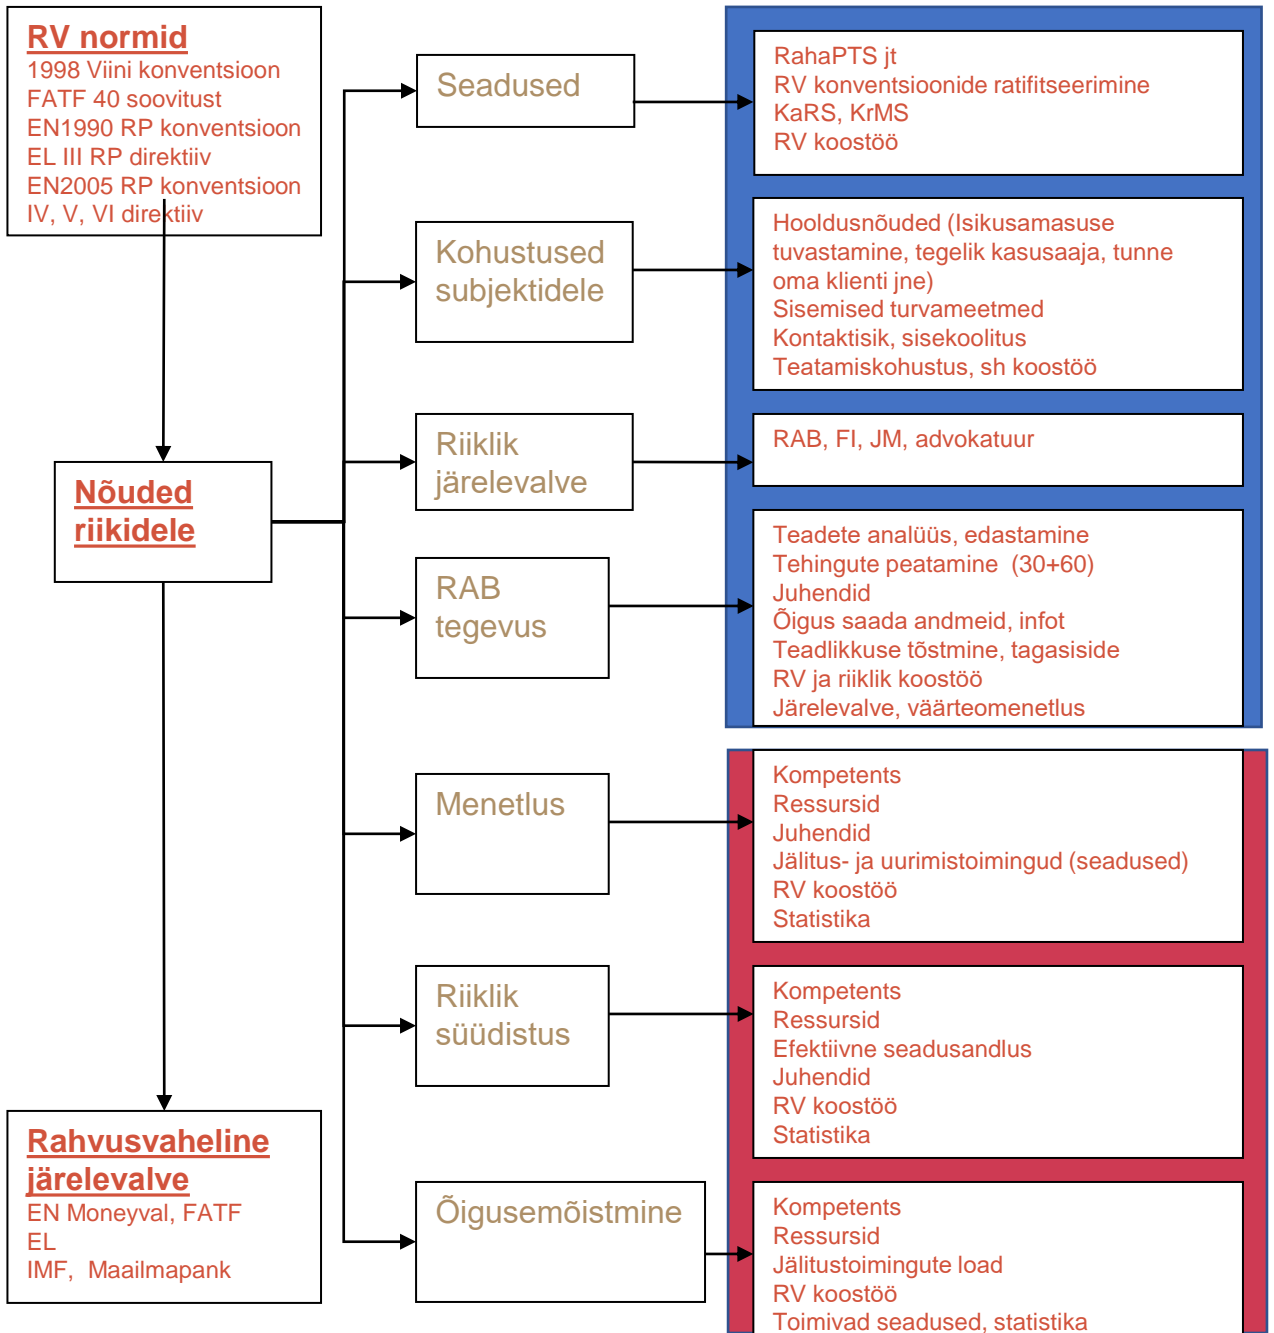 RV normid
1998 Viini konventsioon
FATF 40 soovitust
EN1990 RP konventsioon
EL III RP direktiiv
EN2005 RP konventsioon
IV, V, VI direktiiv
Nõuded
riikidele
Rahvusvaheline
järelevalve
EN Moneyval, FATF
EL
IMF, Maailmapank
Seadused
RahaPTS jt
RV konventsioonide ratifitseerimine
KaRS, KrMS
RV koostöö
Kohustused
subjektidele
Hooldusnõuded (Isikusamasuse
tuvastamine, tegelik kasusaaja, tunne
oma klienti jne)
Sisemised turvameetmed
Kontaktisik, sisekoolitus
Teatamiskohustus, sh koostöö
Riiklik
järelevalve
RAB, FI, JM, advokatuur
RAB
tegevus
Teadete analüüs, edastamine
Tehingute peatamine (30+60)
Juhendid
Õigus saada andmeid, infot
Teadlikkuse tõstmine, tagasiside
RV ja riiklik koostöö
Järelevalve, väärteomenetlus
Menetlus
Kompetents
Ressursid
Juhendid
Jälitus- ja uurimistoimingud (seadused)
RV koostöö
Statistika
Riiklik
süüdistus
Kompetents
Ressursid
Efektiivne seadusandlus
Juhendid
RV koostöö
Statistika
Õigusemõistmine
Kompetents
Ressursid
Jälitustoimingute load
RV koostöö
Toimivad seadused, statistika